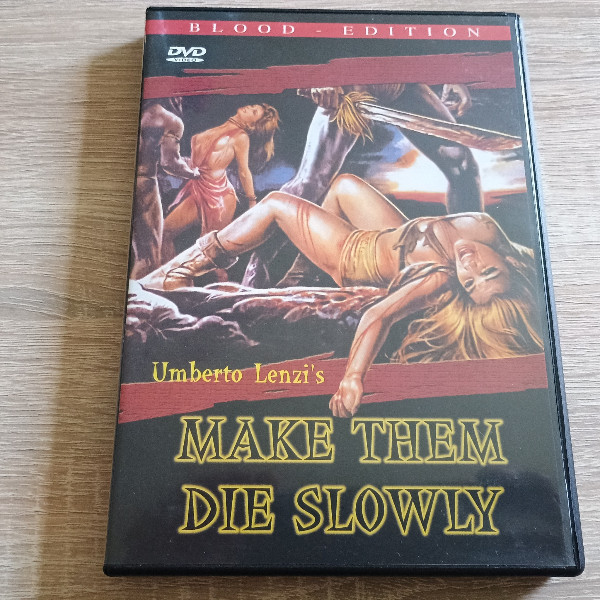 BLOOD - EDITION
DVD
VIDEO
Umberto Lenzi's
MAKE THEM
DIE SLOWLY